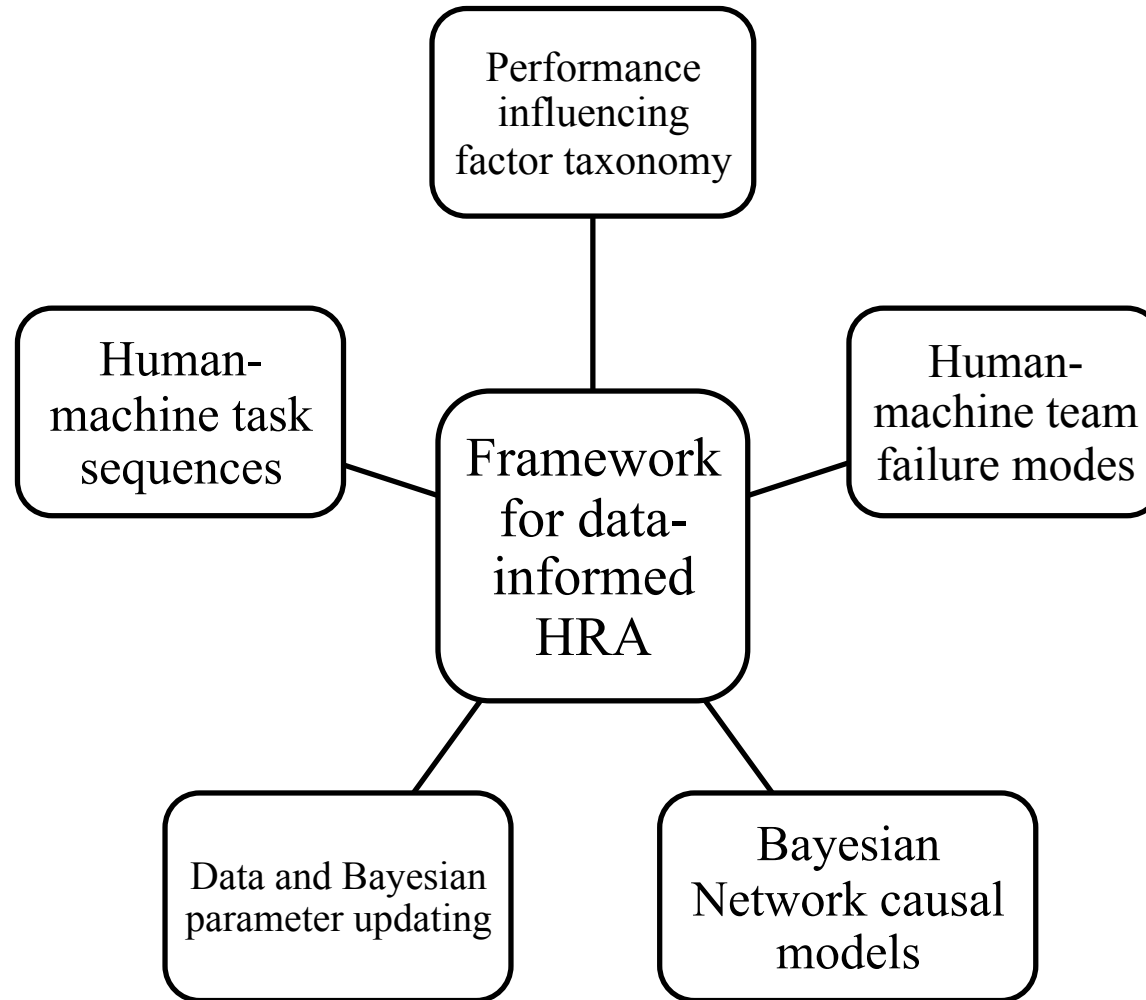 Performance
influencing
factor taxonomy
Human-
machine task
sequences
Human-
machine team
failure modes
Framework
for data-
informed
HRA
Data and Bayesian
parameter updating
Bayesian
Network causal
models